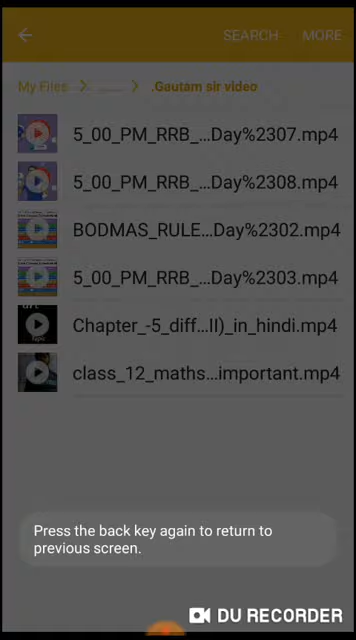 SEARCH MORE
My Files .Gautam sir video
5_00_PM_RRB_...Day%2307.mp4
5_00_PM_RRB_...Day%2308.mp4
BODMAS_RULE...Day%2302.mp4
5_00_PM_RRB_...Day%2303.mp4
Chapter_-5_diff...II)_in_hindi.mp4
class_12_maths...important.mp4
Press the back key again to return to
previous screen.
DU RECORDER